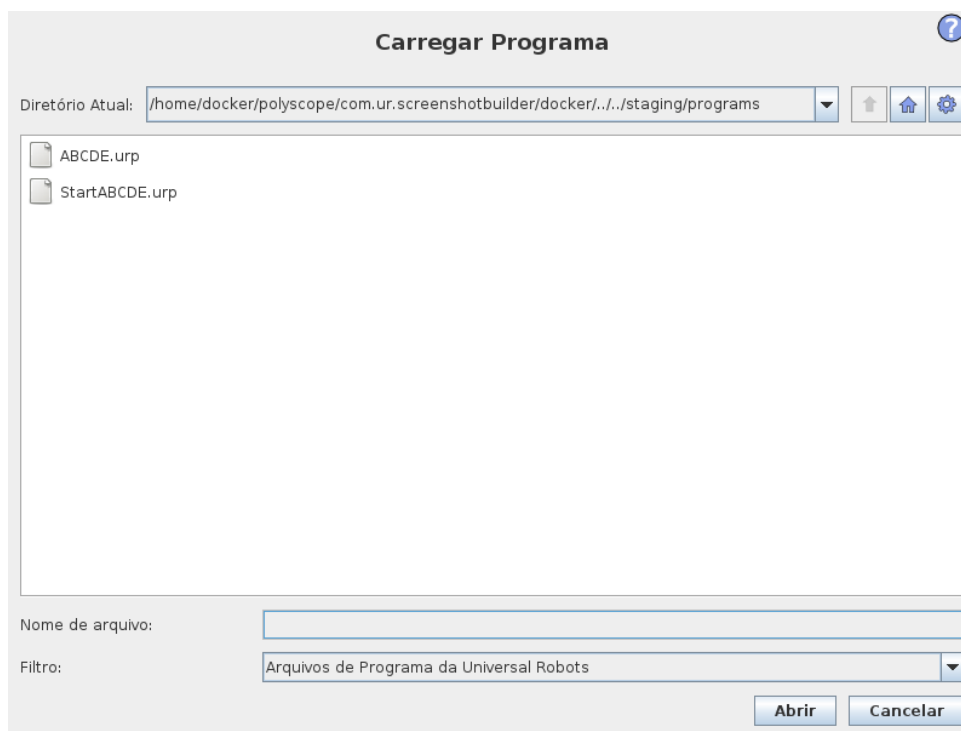 Carregar Programa
?
Diretório Atual: /home/docker/polyscope/com.ur.screenshotbuilder/docker/../../staging/programs
ABCDE.urp
StartABCDE.urp
Nome de arquivo:
Filtro: Arquivos de Programa da Universal Robots
Abrir Cancelar